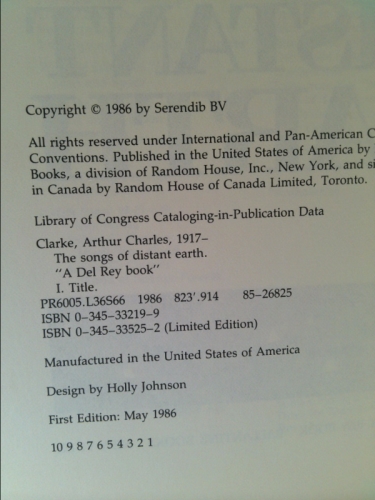 Copyright © 1986 by Serendib BV
All rights reserved under International and Pan-American
Conventions. Published in the United States of America by
Books, a division of Random House, Inc., New York, and
in Canada by Random House of Canada Limited, Toronto.
Library of Congress Cataloging-in-Publication Data
Clarke, Arthur Charles, 1917–
The songs of distant earth.
"A Del Rey book"
I. Title.
PR6005.L36S66 1986 823'.914 85-26825
ISBN 0-345-33219-9
ISBN 0-345-33525-2 (Limited Edition)
Manufactured in the United States of America
Design by Holly Johnson
First Edition: May 1986
10 9 8 7 6 5 4 3 2 1